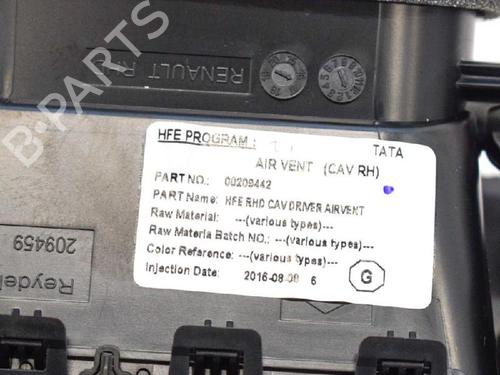 B-PARTS
RENAULT
HFE PROGRAM :
TATA
AIR VENT (CAV RH)
PART NO.: 00209442
PART Name: HFE RHD CAV DRIVER AIRVENT
Raw Material: ---(various types)---
Raw Materia Batch NO.: ---(various types)---
Color Reference: ---(various types)---
Injection Date: 2016-08-08 6
G
209459
Reydel